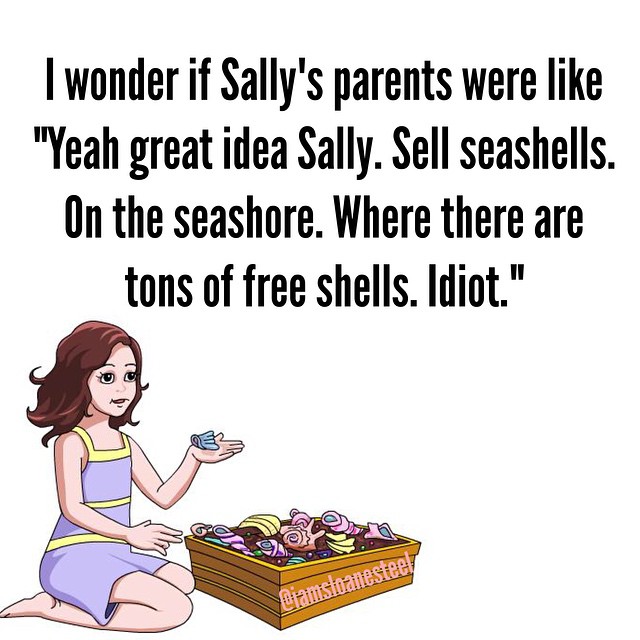 I wonder if Sally's parents were like
"Yeah great idea Sally. Sell seashells.
On the seashore. Where there are
tons of free shells. Idiot."
@iamsloanesteel